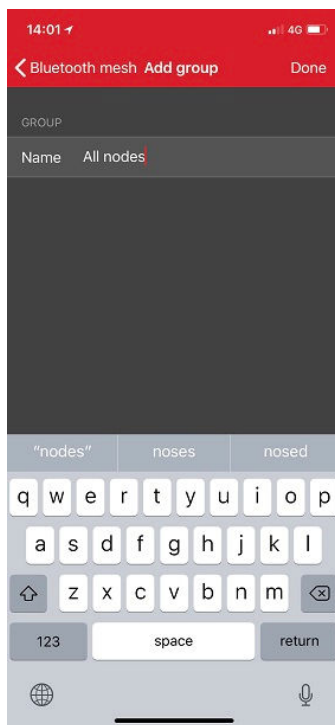 14:01 4G
Bluetooth mesh Add group Done
GROUP
Name All nodes
“nodes” noses nosed
q w e r t y u i o p
a s d f g h j k l
z x c v b n m
123 space return